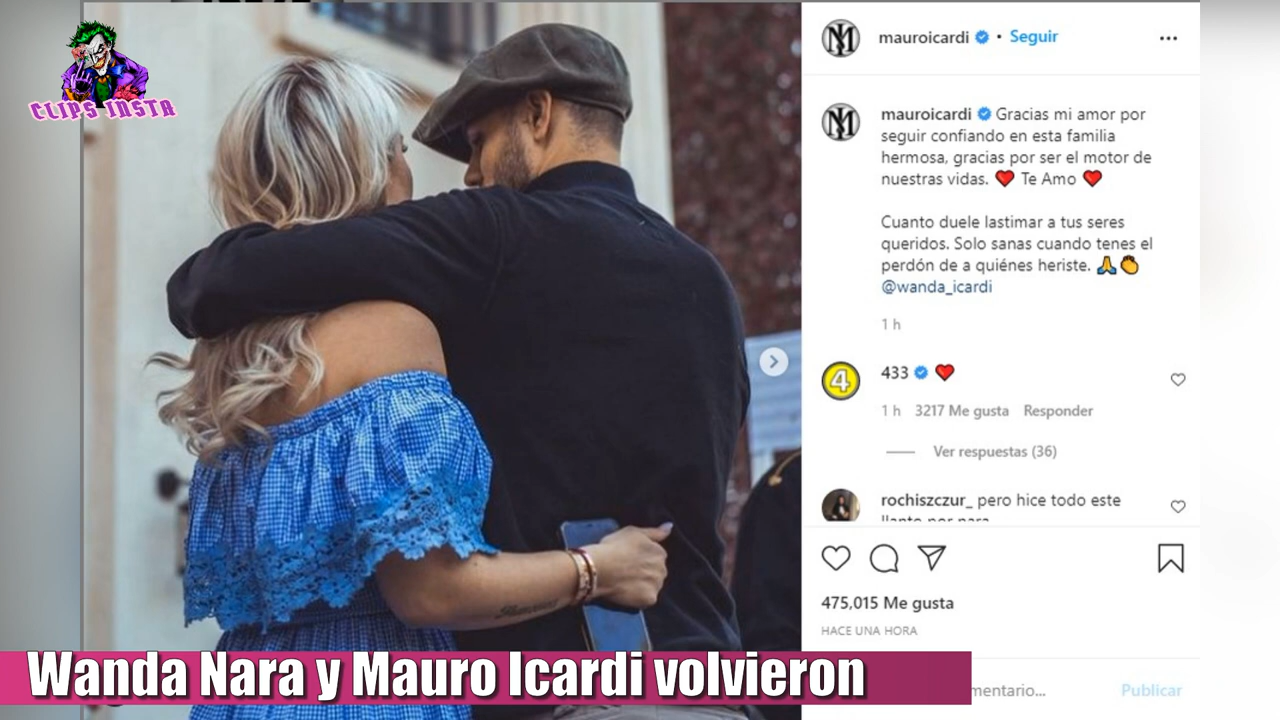 CLIPS INSTA
mauroicardi • Seguir
mauroicardi Gracias mi amor por
seguir confiando en esta familia
hermosa, gracias por ser el motor de
nuestras vidas. ❤️ Te Amo ❤️
Cuanto duele lastimar a tus seres
queridos. Solo sanas cuando tenes el
perdón de a quiénes heriste. 🙏👏
@wanda_icardi
1 h
433 ❤️
1 h 3217 Me gusta Responder
Ver respuestas (36)
rochiszczur_ pero hice todo este
475,015 Me gusta
HACE UNA HORA
Publicar
Wanda Nara y Mauro Icardi volvieron